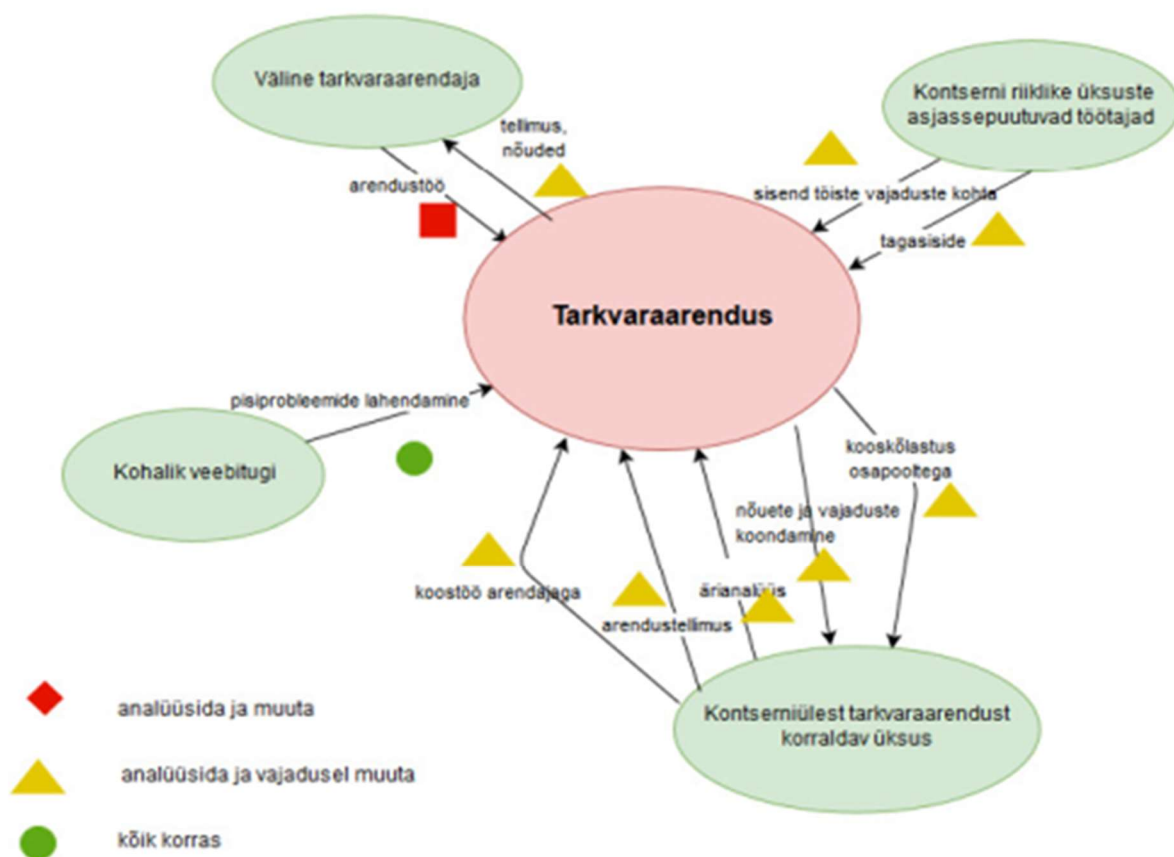 Väline tarkvaraarendaja
Kontserni riiklike üksuste
asjassepuutuvad töötajad
tellimus,
nõuded
arendustöö
sisend töiste vajaduste kohta
tagasiside
Tarkvaraarendus
pisiprobleemide lahendamine
Kohalik veebitugi
kooskõlastus
osapooltega
nõuete ja vajaduste
koondamine
koostöö arendajaga
ärianalüüs
arendustellimus
Kontserniülest tarkvaraarendust
korraldav üksus
analüüsida ja muuta
analüüsida ja vajadusel muuta
kõik korras